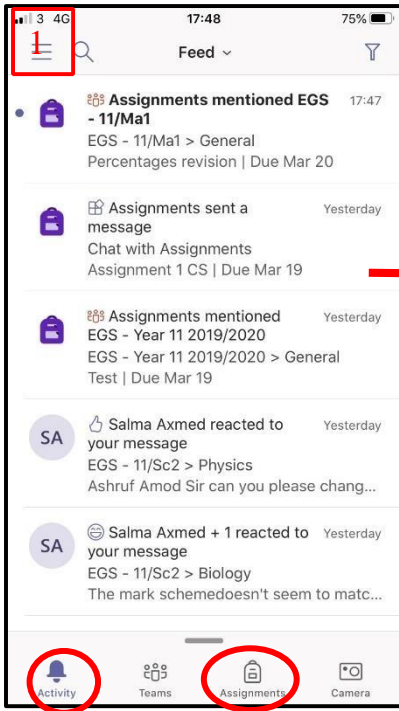 3 4G 17:48 75%
1
Feed
Assignments mentioned EGS 17:47
- 11/Ma1
EGS - 11/Ma1 > General
Percentages revision | Due Mar 20
Assignments sent a Yesterday
message
Chat with Assignments
Assignment 1 CS | Due Mar 19
Assignments mentioned Yesterday
EGS - Year 11 2019/2020
EGS - Year 11 2019/2020 > General
Test | Due Mar 19
SA
Salma Axmed reacted to Yesterday
your message
EGS - 11/Sc2 > Physics
Ashruf Amod Sir can you please chang...
SA
Salma Axmed + 1 reacted to Yesterday
your message
EGS - 11/Sc2 > Biology
The mark schemedoesn't seem to matc...
Activity Teams Assignments Camera